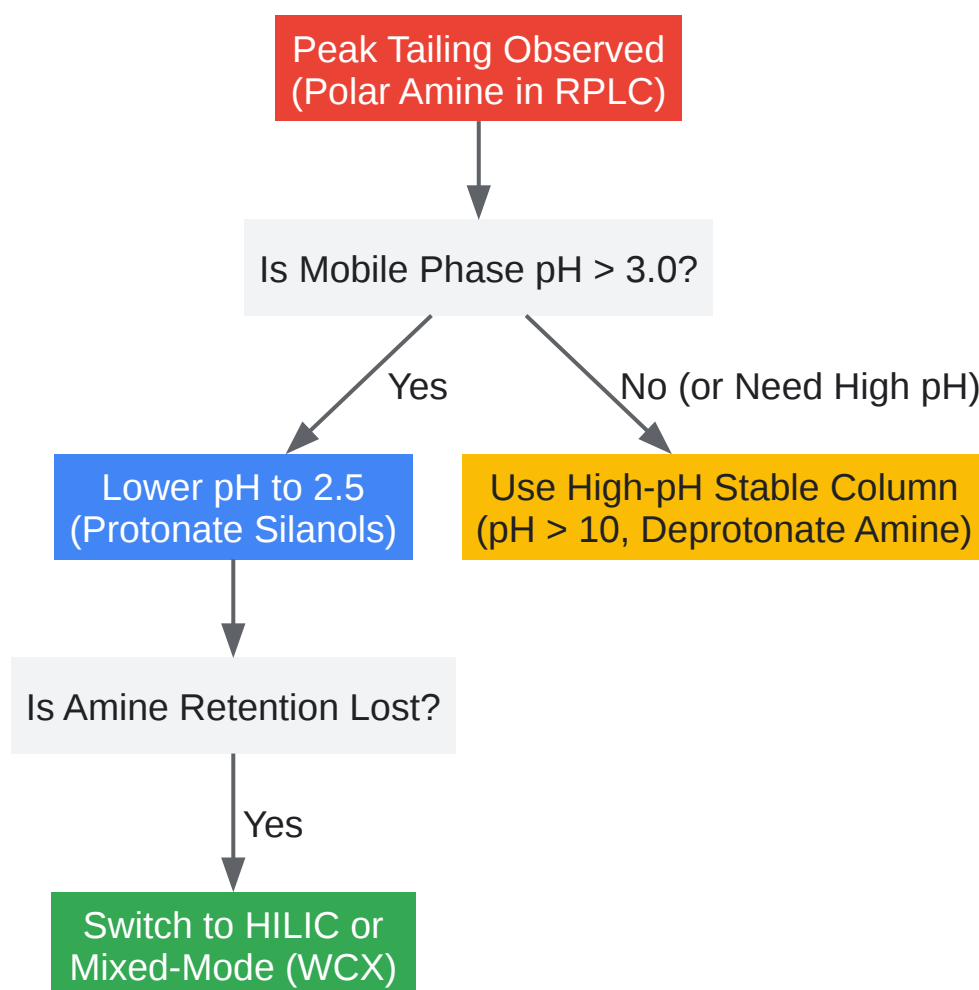 Peak Tailing Observed
(Polar Amine in RPLC)
Is Mobile Phase pH > 3.0?
Yes
No (or Need High pH)
Lower pH to 2.5
(Protonate Silanols)
Use High-pH Stable Column
(pH > 10, Deprotonate Amine)
Is Amine Retention Lost?
Yes
Switch to HILIC or
Mixed-Mode (WCX)